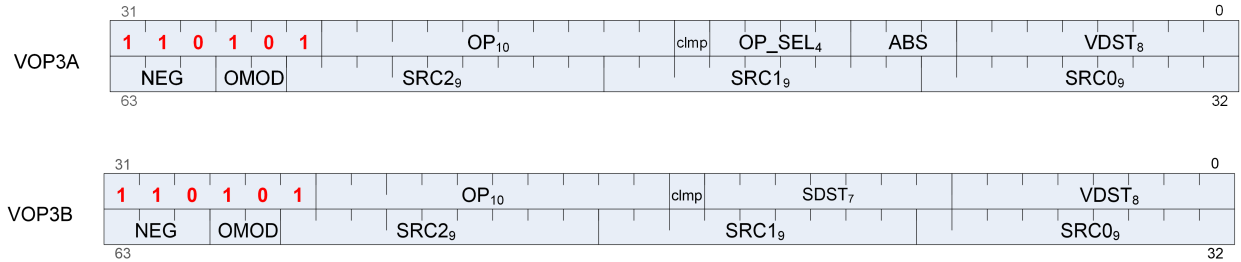 31 0
VOP3A
1 1 0 1 0 1 OP10 clmp OP_SEL4 ABS VDST8
NEG OMOD SRC29 SRC19 SRC09
63 32
31 0
VOP3B
1 1 0 1 0 1 OP10 clmp SDST7 VDST8
NEG OMOD SRC29 SRC19 SRC09
63 32